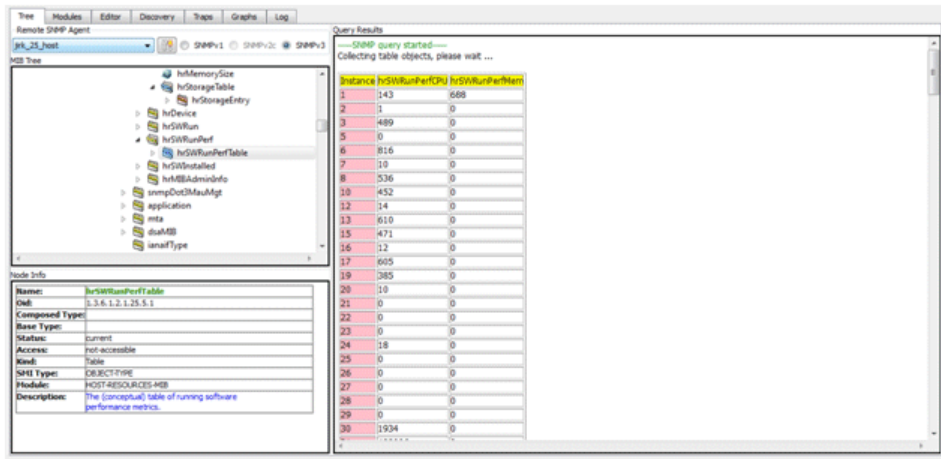 Tree Modules Editor Discovery Traps Graphs Log
Remote SNMP Agent
jrk_25_host SNMPv1 SNMPv2c SNMPv3
MIB Tree
hrMemorySize
hrStorageTable
hrStorageEntry
hrDevice
hrSWRun
hrSWRunPerf
hrSWRunPerfTable
hrSWInstalled
hrMIBAdminInfo
snmpDot3MauMgt
application
mta
dsaMIB
ianaifType
Node Info
Name: hrSWRunPerfTable
Oid: 1.3.6.1.2.1.25.5.1
Composed Type:
Base Type:
Status: current
Access: not-accessible
Kind: Table
SMI Type: OBJECT-TYPE
Module: HOST-RESOURCES-MIB
Description: The (conceptual) table of running software
performance metrics.
Query Results
-----SNMP query started-----
Collecting table objects, please wait ...
Instance hrSWRunPerfCPU hrSWRunPerfMem
1 143 688
2 1 0
3 489 0
5 0 0
6 816 0
7 10 0
8 536 0
10 452 0
12 14 0
13 610 0
15 471 0
16 12 0
17 605 0
19 385 0
20 10 0
21 0 0
22 0 0
23 0 0
24 18 0
25 0 0
26 0 0
27 0 0
28 0 0
29 0 0
30 1934 0